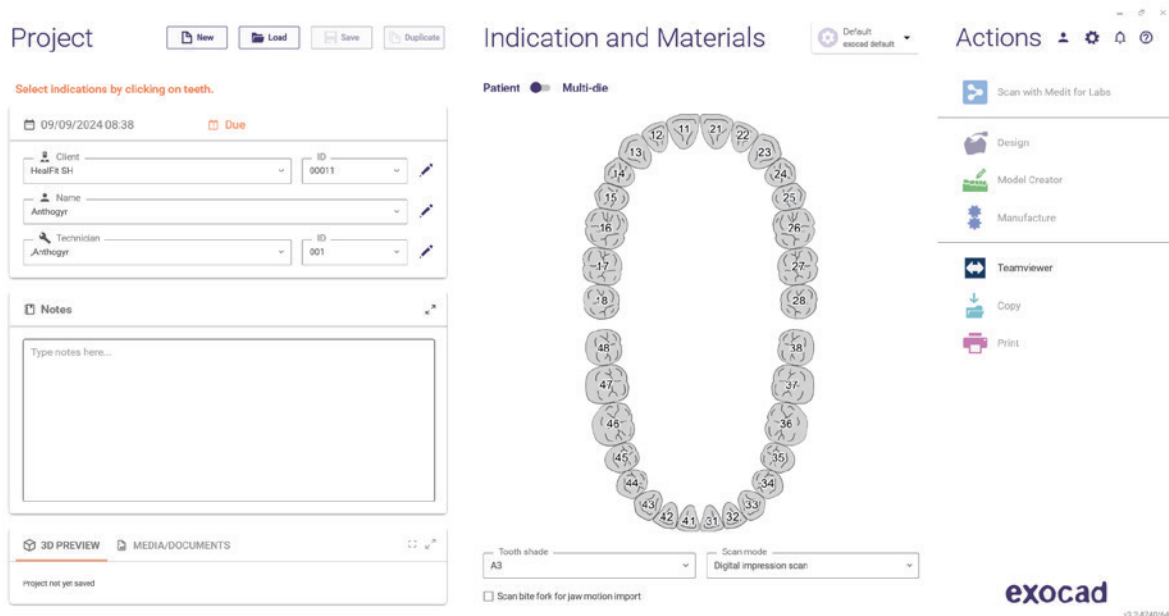 Project
New
Load
Save
Duplicate
Select indications by clicking on teeth.
09/09/2024 08:38
Due
Client
HealFit SH
ID
00011
Name
Anthogyr
Technician
,Anthogyr
ID
001
Notes
Type notes here...
3D PREVIEW
MEDIA/DOCUMENTS
Project not yet saved
Indication and Materials
Default
exocad default
Patient
Multi-die
11
21
12
22
13
23
14
24
15
25
16
26
17
27
18
28
48
38
47
37
46
36
45
35
44
34
43
33
42
32
41
31
Tooth shade
A3
Scan mode
Digital impression scan
Scan bite fork for jaw motion import
Actions
Scan with Medit for Labs
Design
Model Creator
Manufacture
Teamviewer
Copy
Print
exocad